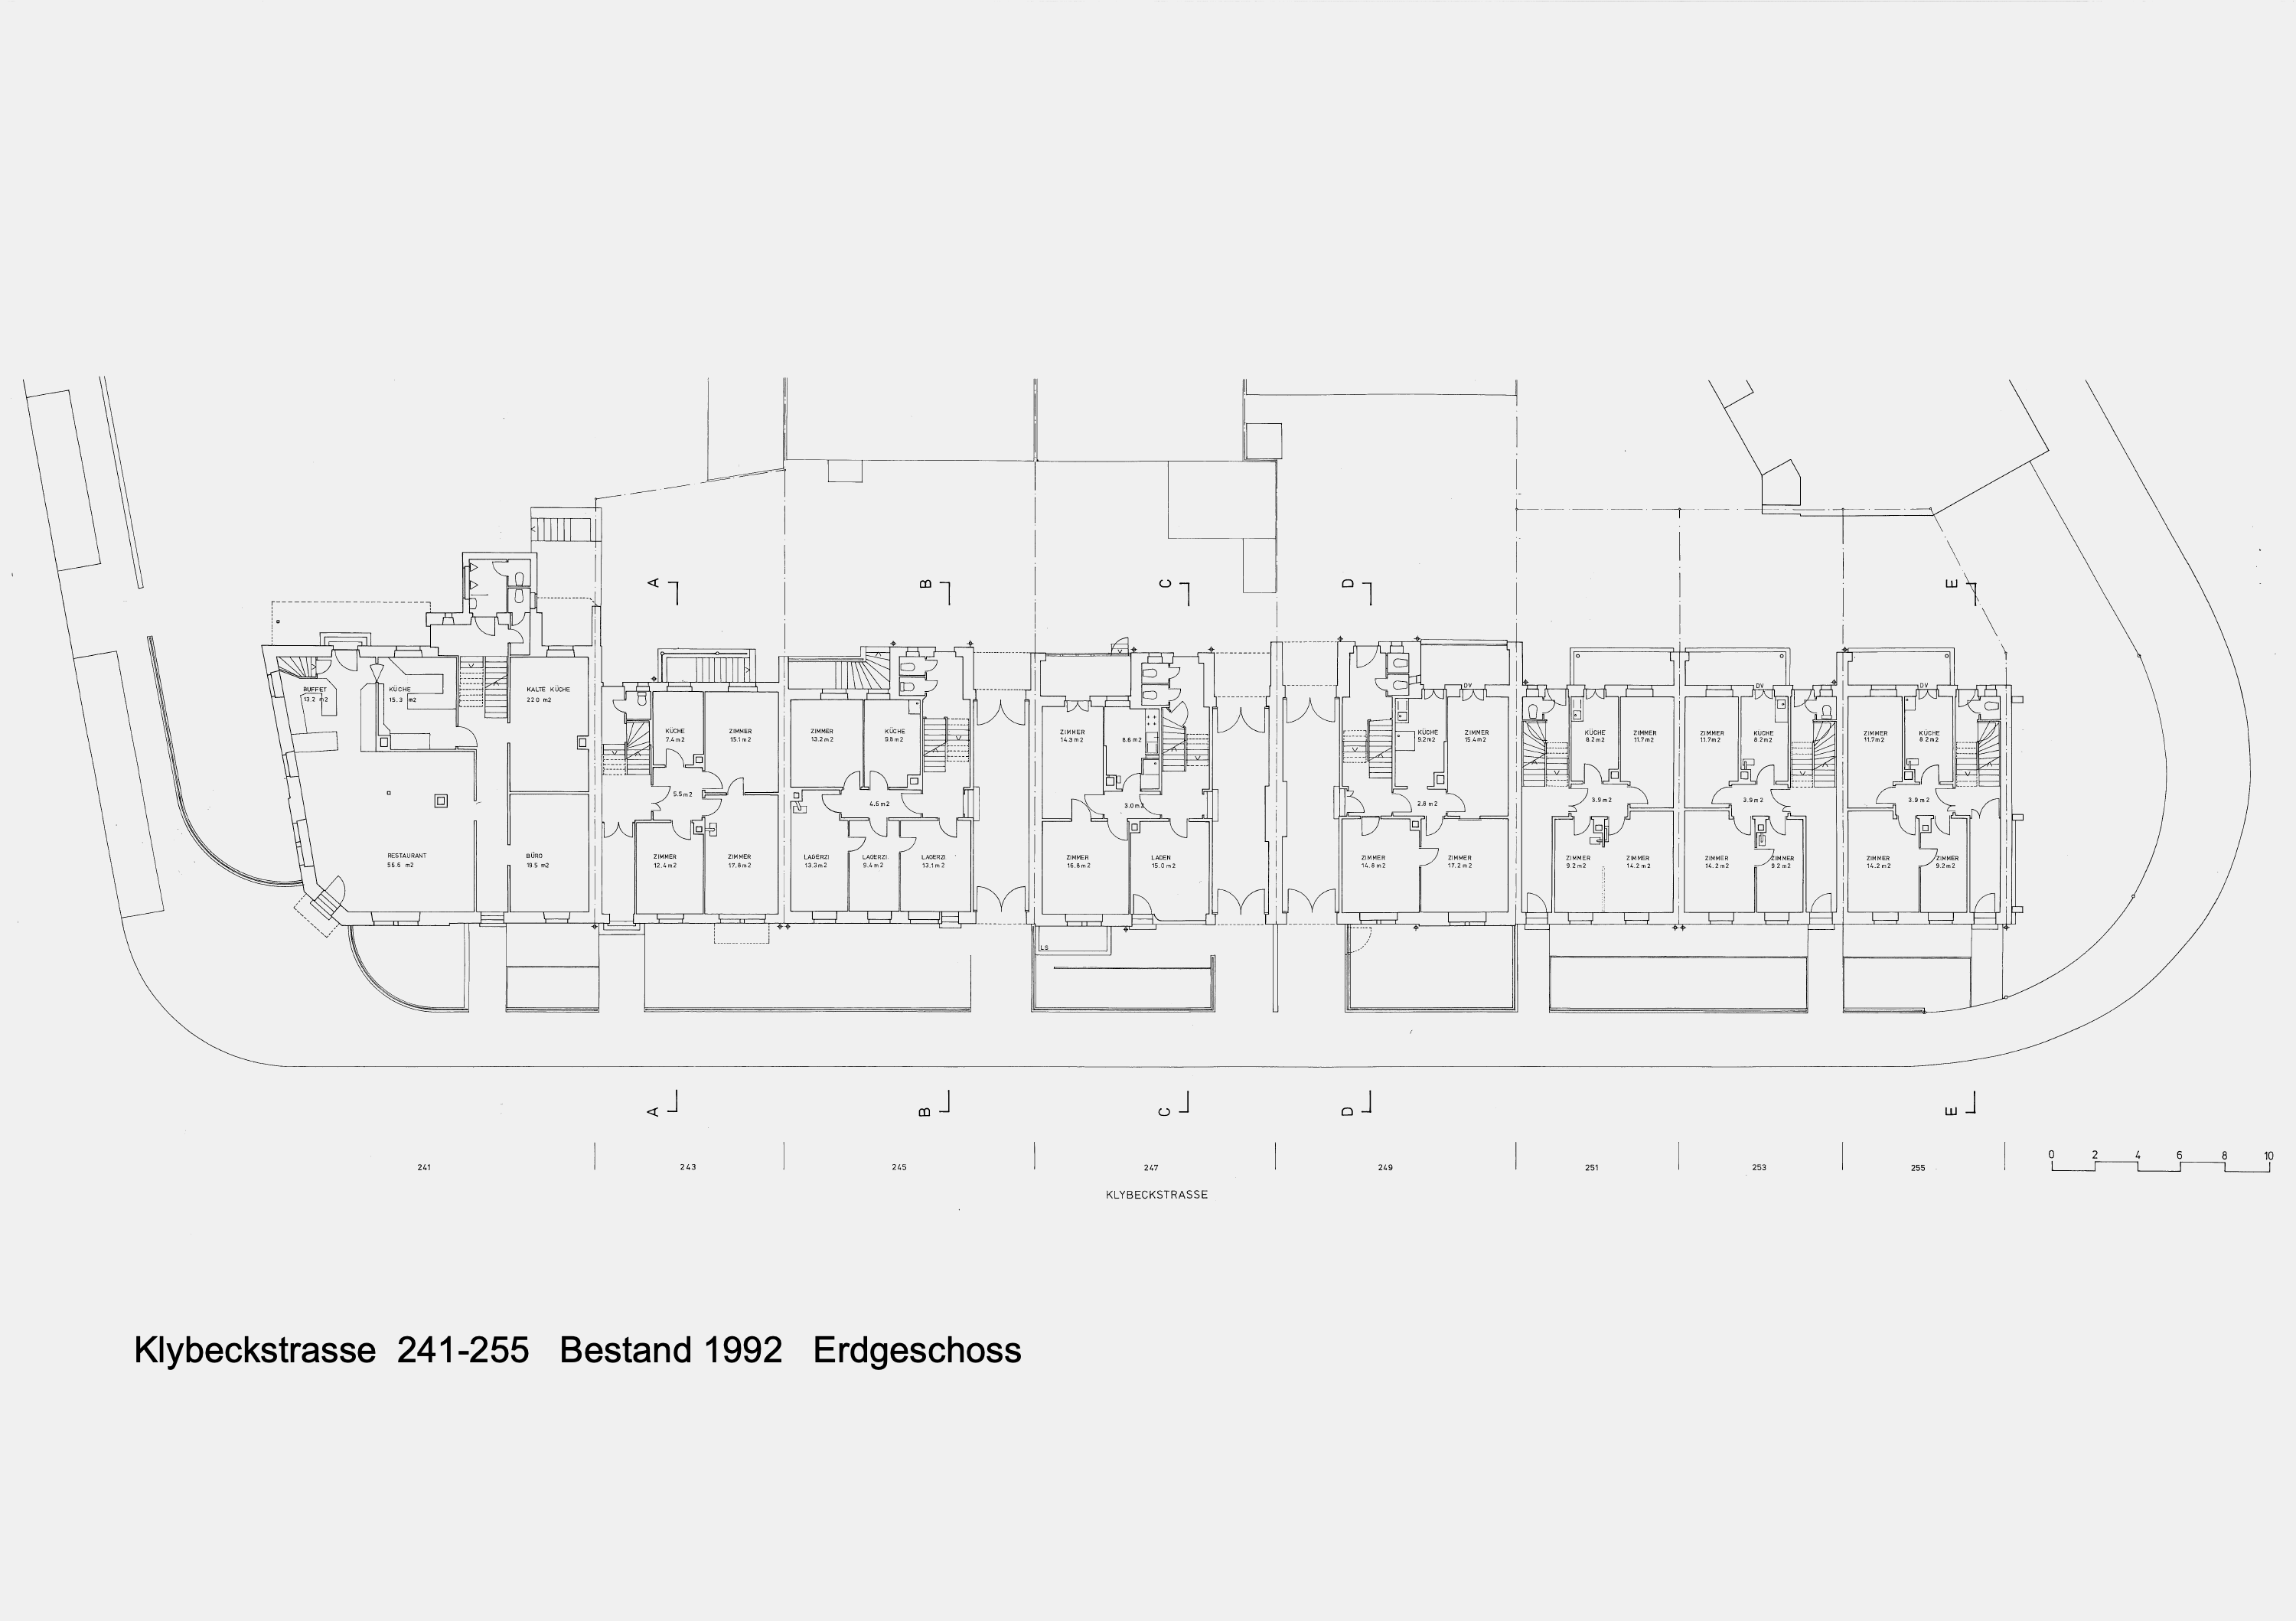 A B C D E
BUFFET
13.2 m2
KÜCHE
15.3 m2
KALTE KÜCHE
22.0 m2
RESTAURANT
56.6 m2
BÜRO
19.5 m2
KÜCHE
7.4 m2
ZIMMER
15.1 m2
5.5 m2
ZIMMER
12.4 m2
ZIMMER
17.8 m2
ZIMMER
13.2 m2
KÜCHE
9.8 m2
4.6 m2
LAGERZI.
13.3 m2
LAGERZI.
9.4 m2
LAGERZI.
13.1 m2
ZIMMER
14.3 m2
8.6 m2
3.0 m2
ZIMMER
16.8 m2
LADEN
15.0 m2
LS
DV
KÜCHE
9.2 m2
ZIMMER
15.4 m2
2.8 m2
ZIMMER
14.8 m2
ZIMMER
17.2 m2
KÜCHE
8.2 m2
ZIMMER
11.7 m2
3.9 m2
ZIMMER
9.2 m2
ZIMMER
14.2 m2
DV
ZIMMER
11.7 m2
KÜCHE
8.2 m2
3.9 m2
ZIMMER
14.2 m2
ZIMMER
9.2 m2
DV
ZIMMER
11.7 m2
KÜCHE
8.2 m2
3.9 m2
ZIMMER
14.2 m2
ZIMMER
9.2 m2
A B C D E
0 2 4 6 8 10
241 243 245 247 249 251 253 255
KLYBECKSTRASSE
Klybeckstrasse 241-255 Bestand 1992 Erdgeschoss